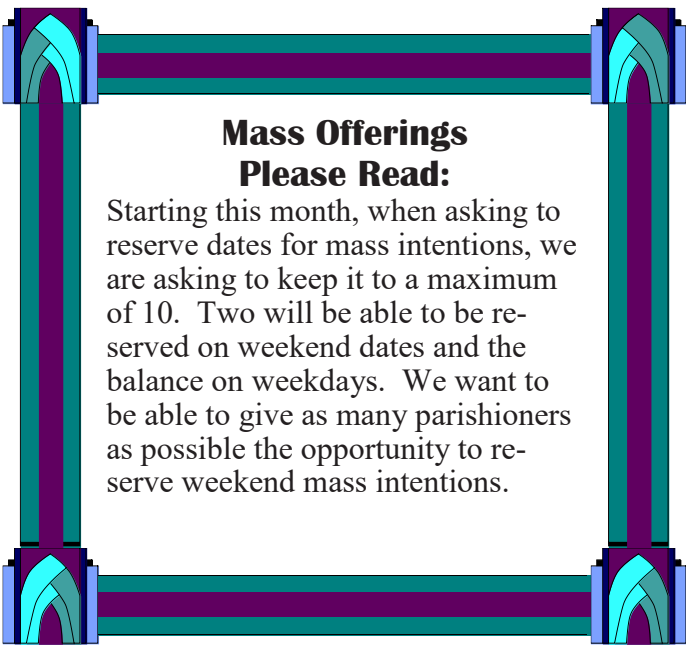 Mass Offerings
Please Read:
Starting this month, when asking to
reserve dates for mass intentions, we
are asking to keep it to a maximum
of 10.  Two will be able to be re-
served on weekend dates and the
balance on weekdays.  We want to
be able to give as many parishioners
as possible the opportunity to re-
serve weekend mass intentions.